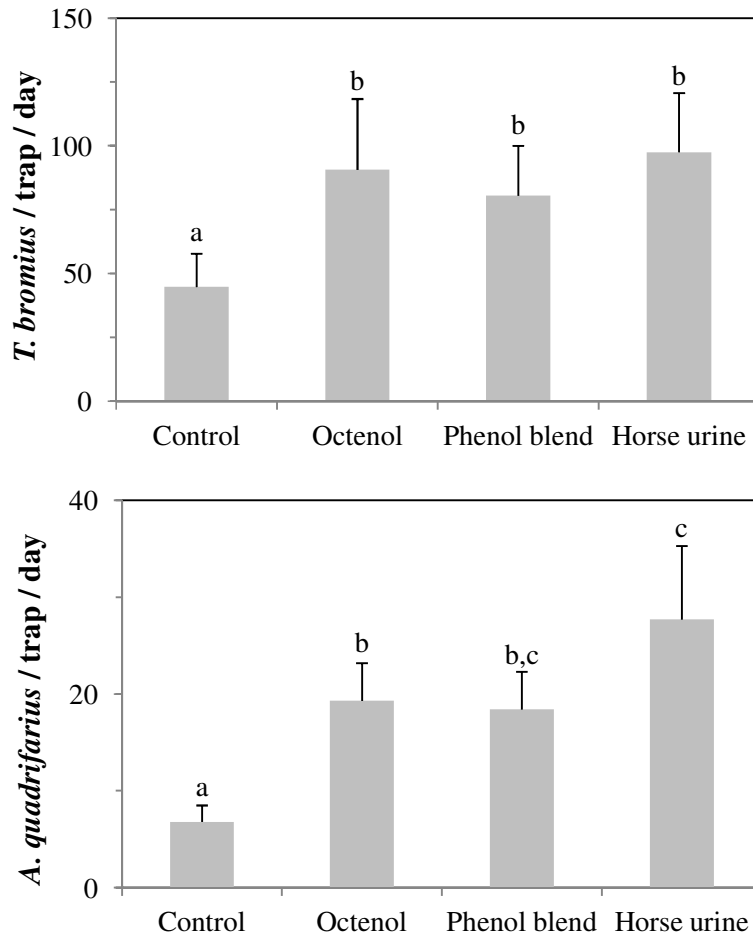 150
100
50
0
T. bromius / trap / day
a
b
b
b
Control Octenol Phenol blend Horse urine
40
20
0
A. quadrifarius / trap / day
a
b
b,c
c
Control Octenol Phenol blend Horse urine